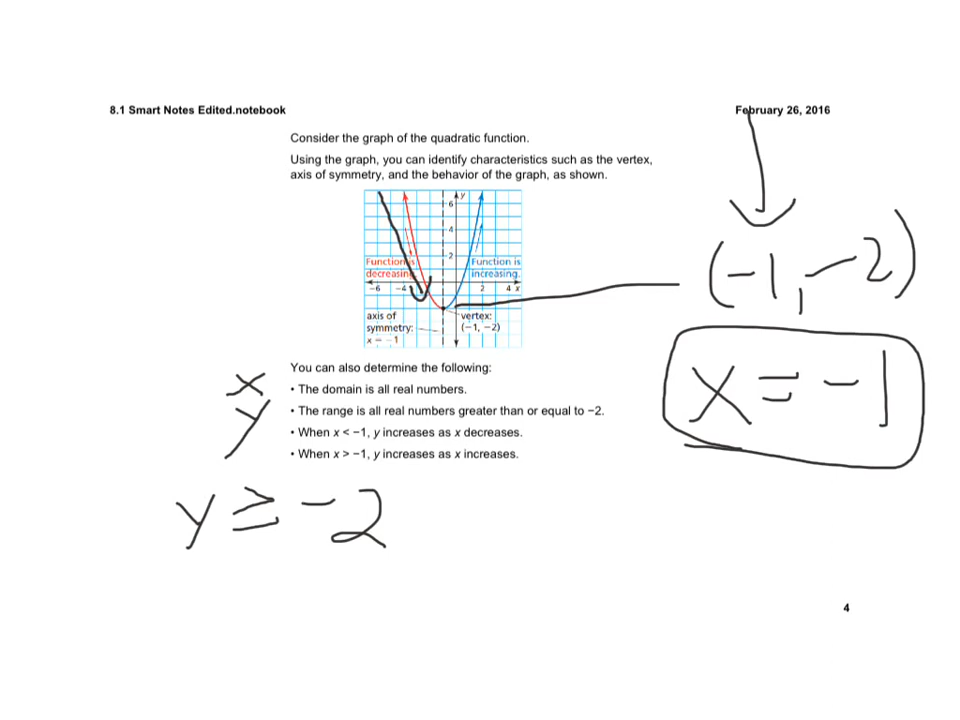 8.1 Smart Notes Edited.notebook
February 26, 2016
Consider the graph of the quadratic function.
Using the graph, you can identify characteristics such as the vertex,
axis of symmetry, and the behavior of the graph, as shown.
y
6
4
2
Function is
decreasing.
Function is
increasing.
-6 -4 2 4 x
axis of
symmetry:
x = -1
vertex:
(-1, -2)
(-1, -2)
x = -1
You can also determine the following:
x
• The domain is all real numbers.
y
• The range is all real numbers greater than or equal to -2.
• When x < -1, y increases as x decreases.
• When x > -1, y increases as x increases.
y ≥ -2
4